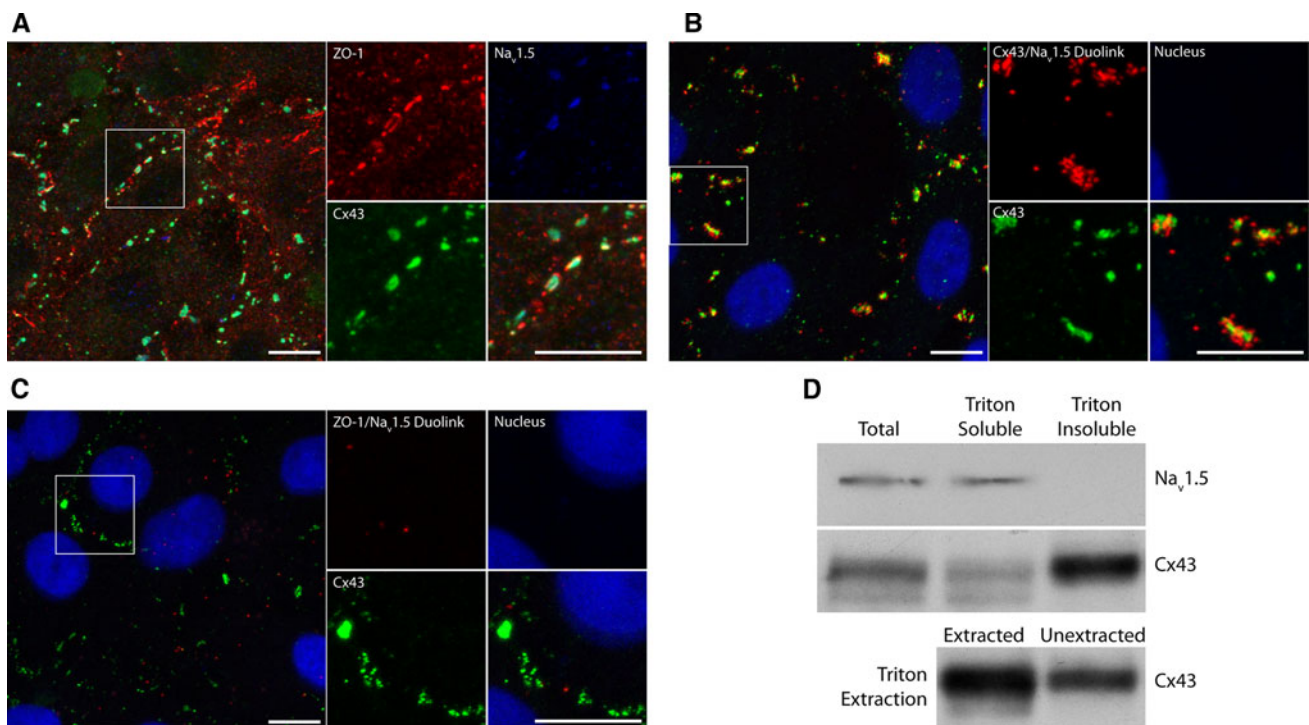 A
ZO-1
Nav1.5
Cx43
B
Cx43/Nav1.5 Duolink
Nucleus
Cx43
C
ZO-1/Nav1.5 Duolink
Nucleus
Cx43
D
Total
Triton Soluble
Triton Insoluble
Nav1.5
Cx43
Extracted
Unextracted
Triton Extraction
Cx43